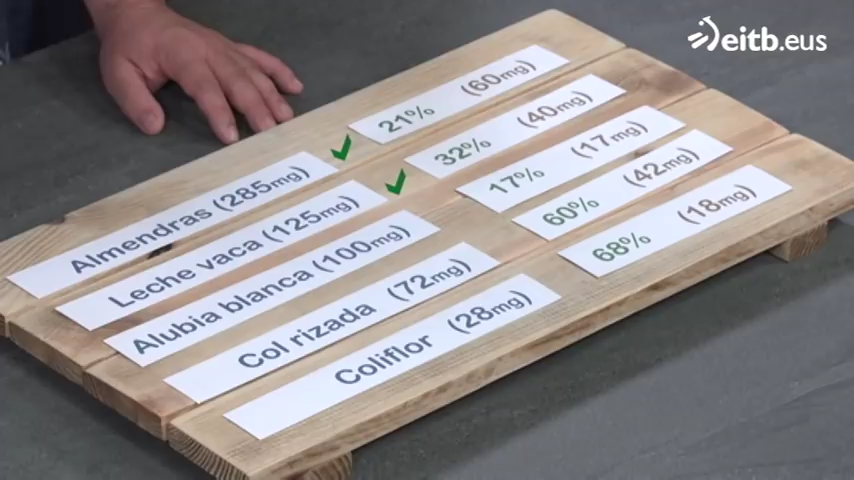 eitb.eus
Almendras (285mg) 21% (60mg)
Leche vaca (125mg) 32% (40mg)
Alubia blanca (100mg) 17% (17mg)
Col rizada (72mg) 60% (42mg)
Coliflor (28mg) 68% (18mg)